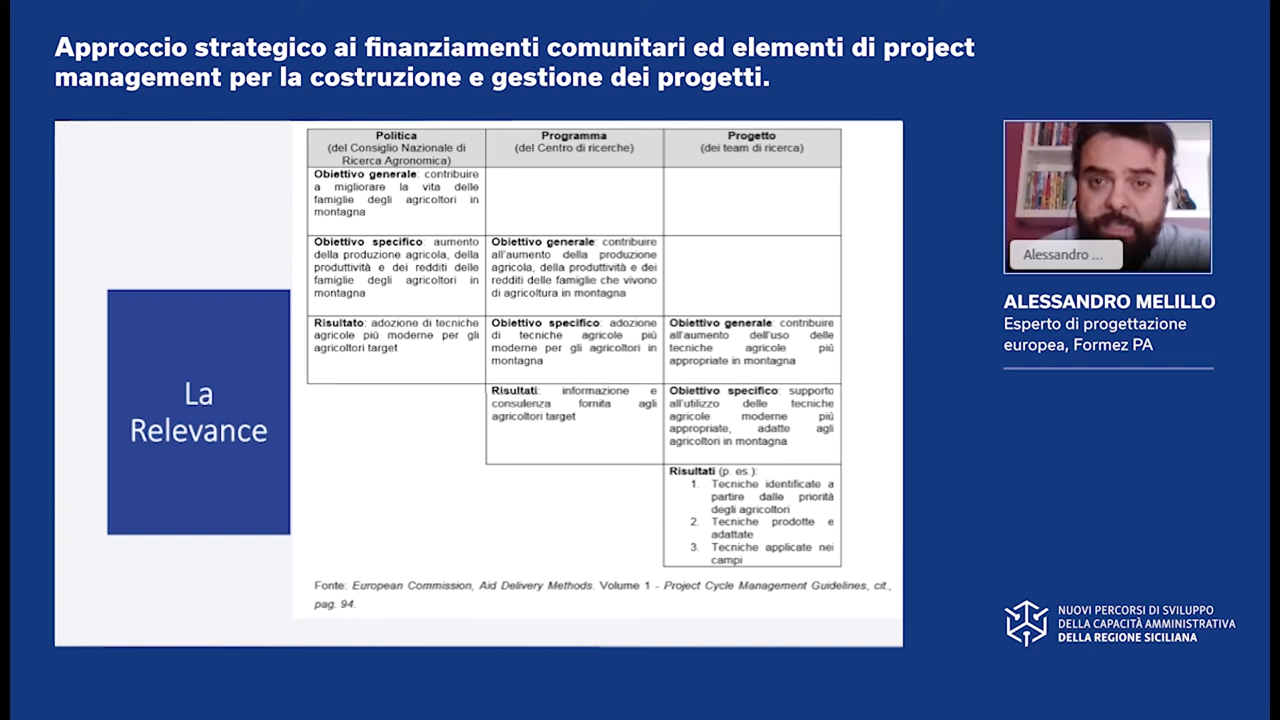 Approccio strategico ai finanziamenti comunitari ed elementi di project
management per la costruzione e gestione dei progetti.
La
Relevance
Politica
(del Consiglio Nazionale di
Ricerca Agronomica)
Programma
(del Centro di ricerche)
Progetto
(dei team di ricerca)
Obiettivo generale: contribuire
a migliorare la vita delle
famiglie degli agricoltori in
montagna
Obiettivo specifico: aumento
della produzione agricola, della
produttività e dei redditi delle
famiglie degli agricoltori in
montagna
Obiettivo generale: contribuire
all'aumento della produzione
agricola, della produttività e dei
redditi delle famiglie che vivono
di agricoltura in montagna
Risultato: adozione di tecniche
agricole più moderne per gli
agricoltori target
Obiettivo specifico: adozione
di tecniche agricole più
moderne per gli agricoltori in
montagna
Obiettivo generale: contribuire
all'aumento dell'uso delle
tecniche agricole più
appropriate in montagna
Risultati: informazione e
consulenza fornita agli
agricoltori target
Obiettivo specifico: supporto
all'utilizzo delle tecniche
agricole moderne più
appropriate, adatte agli
agricoltori in montagna
Risultati (p. es.):
1. Tecniche identificate a
partire dalle priorità
degli agricoltori
2. Tecniche prodotte e
adattate
3. Tecniche applicate nei
campi
Fonte: European Commission, Aid Delivery Methods. Volume 1 - Project Cycle Management Guidelines, cit.,
pag. 94.
Alessandro ...
ALESSANDRO MELILLO
Esperto di progettazione
europea, Formez PA
NUOVI PERCORSI DI SVILUPPO
DELLA CAPACITÀ AMMINISTRATIVA
DELLA REGIONE SICILIANA